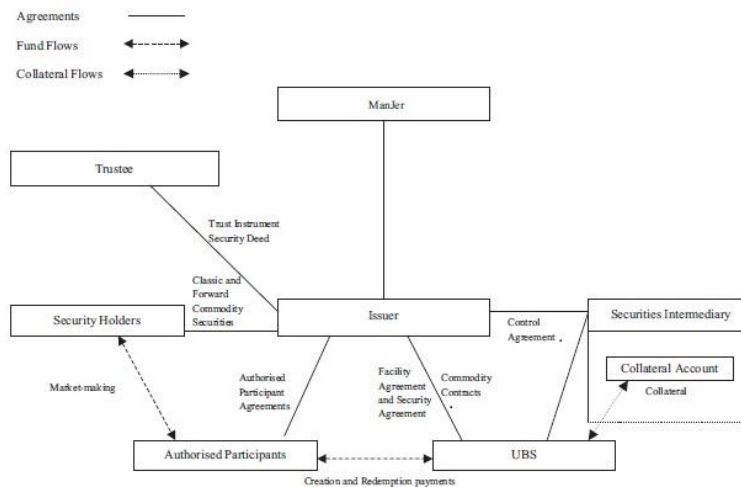 Agreements
Fund Flows
Collateral Flows
ManJer
Trustee
Trust Instrument
Security Deed
Classic and
Forward
Commodity
Securities
Security Holders
Issuer
Securities Intermediary
Control
Agreement
Collateral Account
Collateral
Market-making
Authorised
Participant
Agreements
Facility
Agreement
and Security
Agreement
Commodity
Contracts
Authorised Participants
UBS
Creation and Redemption payments